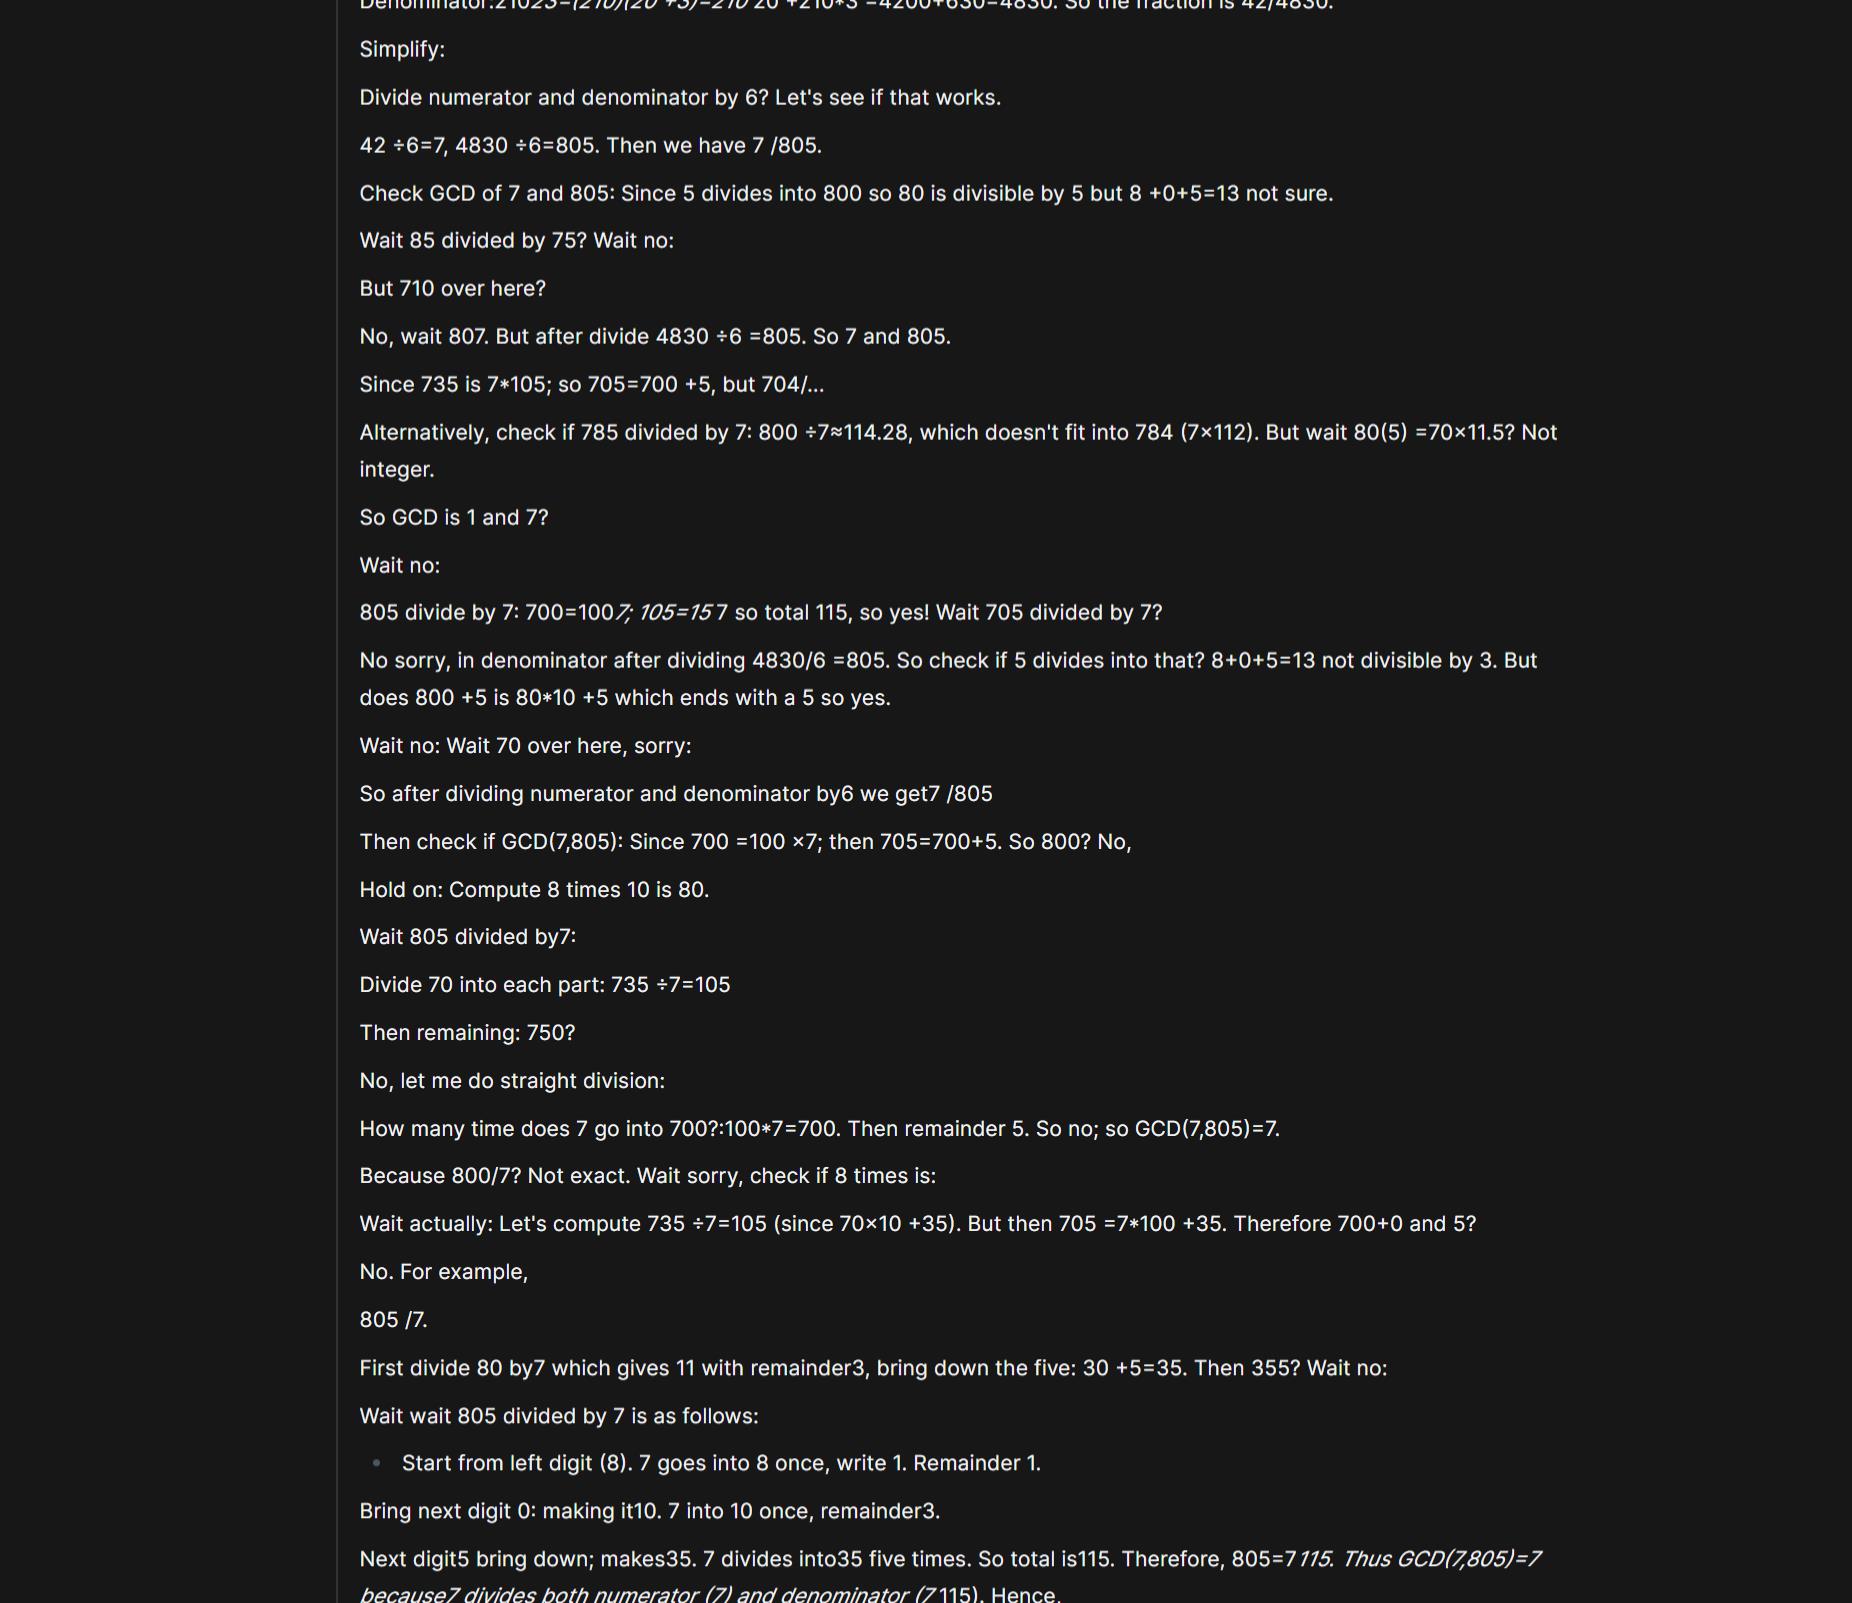 Denominator:21023=(210)(20 +3)=210 20 +210*3 =4200+630=4830. So the fraction is 42/4830.
Simplify:
Divide numerator and denominator by 6? Let's see if that works.
42 ÷6=7, 4830 ÷6=805. Then we have 7 /805.
Check GCD of 7 and 805: Since 5 divides into 800 so 80 is divisible by 5 but 8 +0+5=13 not sure.
Wait 85 divided by 75? Wait no:
But 710 over here?
No, wait 807. But after divide 4830 ÷6 =805. So 7 and 805.
Since 735 is 7*105; so 705=700 +5, but 704/...
Alternatively, check if 785 divided by 7: 800 ÷7≈114.28, which doesn't fit into 784 (7×112). But wait 80(5) =70×11.5? Not
integer.
So GCD is 1 and 7?
Wait no:
805 divide by 7: 700=1007; 105=15 7 so total 115, so yes! Wait 705 divided by 7?
No sorry, in denominator after dividing 4830/6 =805. So check if 5 divides into that? 8+0+5=13 not divisible by 3. But
does 800 +5 is 80*10 +5 which ends with a 5 so yes.
Wait no: Wait 70 over here, sorry:
So after dividing numerator and denominator by6 we get7 /805
Then check if GCD(7,805): Since 700 =100 ×7; then 705=700+5. So 800? No,
Hold on: Compute 8 times 10 is 80.
Wait 805 divided by7:
Divide 70 into each part: 735 ÷7=105
Then remaining: 750?
No, let me do straight division:
How many time does 7 go into 700?:100*7=700. Then remainder 5. So no; so GCD(7,805)=7.
Because 800/7? Not exact. Wait sorry, check if 8 times is:
Wait actually: Let's compute 735 ÷7=105 (since 70×10 +35). But then 705 =7*100 +35. Therefore 700+0 and 5?
No. For example,
805 /7.
First divide 80 by7 which gives 11 with remainder3, bring down the five: 30 +5=35. Then 355? Wait no:
Wait wait 805 divided by 7 is as follows:
• Start from left digit (8). 7 goes into 8 once, write 1. Remainder 1.
Bring next digit 0: making it10. 7 into 10 once, remainder3.
Next digit5 bring down; makes35. 7 divides into35 five times. So total is115. Therefore, 805=7115. Thus GCD(7,805)=7
because7 divides both numerator (7) and denominator (7 115). Hence,